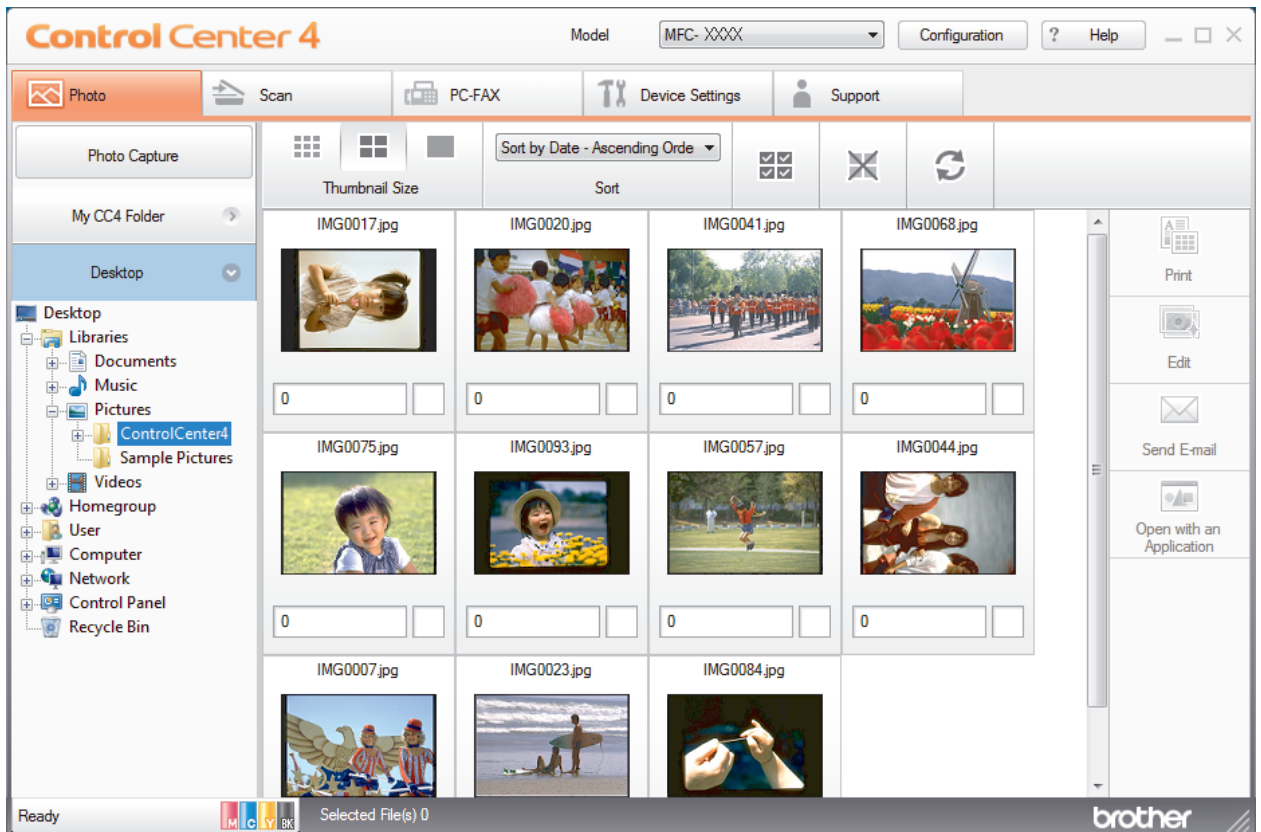 Control Center 4
Model
MFC- XXXX
Configuration
? Help
Photo
Scan
PC-FAX
Device Settings
Support
Photo Capture
My CC4 Folder
Desktop
Thumbnail Size
Sort by Date - Ascending Orde
Sort
Desktop
Libraries
Documents
Music
Pictures
ControlCenter4
Sample Pictures
Videos
Homegroup
User
Computer
Network
Control Panel
Recycle Bin
IMG0017.jpg
IMG0020.jpg
IMG0041.jpg
IMG0068.jpg
0
0
0
0
IMG0075.jpg
IMG0093.jpg
IMG0057.jpg
IMG0044.jpg
0
0
0
0
IMG0007.jpg
IMG0023.jpg
IMG0084.jpg
Print
Edit
Send E-mail
Open with an
Application
Ready
M C Y BK
Selected File(s) 0
brother